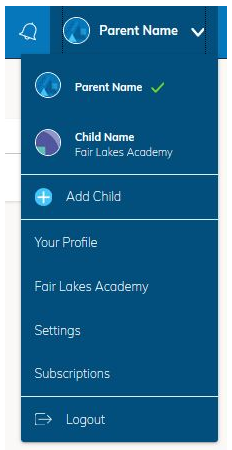 Parent Name
Parent Name
Child Name
Fair Lakes Academy
Add Child
Your Profile
Fair Lakes Academy
Settings
Subscriptions
Logout